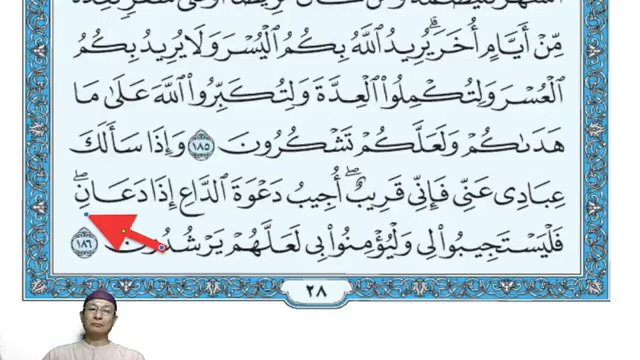 مِّنْ أَيَّامٍ أُخَرَ ۗ يُرِيدُ ٱللَّهُ بِكُمُ ٱلْيُسْرَ وَلَا يُرِيدُ بِكُمُ
ٱلْعُسْرَ وَلِتُكْمِلُوا۟ ٱلْعِدَّةَ وَلِتُكَبِّرُوا۟ ٱللَّهَ عَلَىٰ مَا
هَدَىٰكُمْ وَلَعَلَّكُمْ تَشْكُرُونَ ١٨٥ وَإِذَا سَأَلَكَ
عِبَادِى عَنِّى فَإِنِّى قَرِيبٌ ۖ أُجِيبُ دَعْوَةَ ٱلدَّاعِ إِذَا دَعَانِ ۖ
فَلْيَسْتَجِيبُوا۟ لِى وَلْيُؤْمِنُوا۟ بِى لَعَلَّهُمْ يَرْشُدُونَ ١٨٦
٢٨